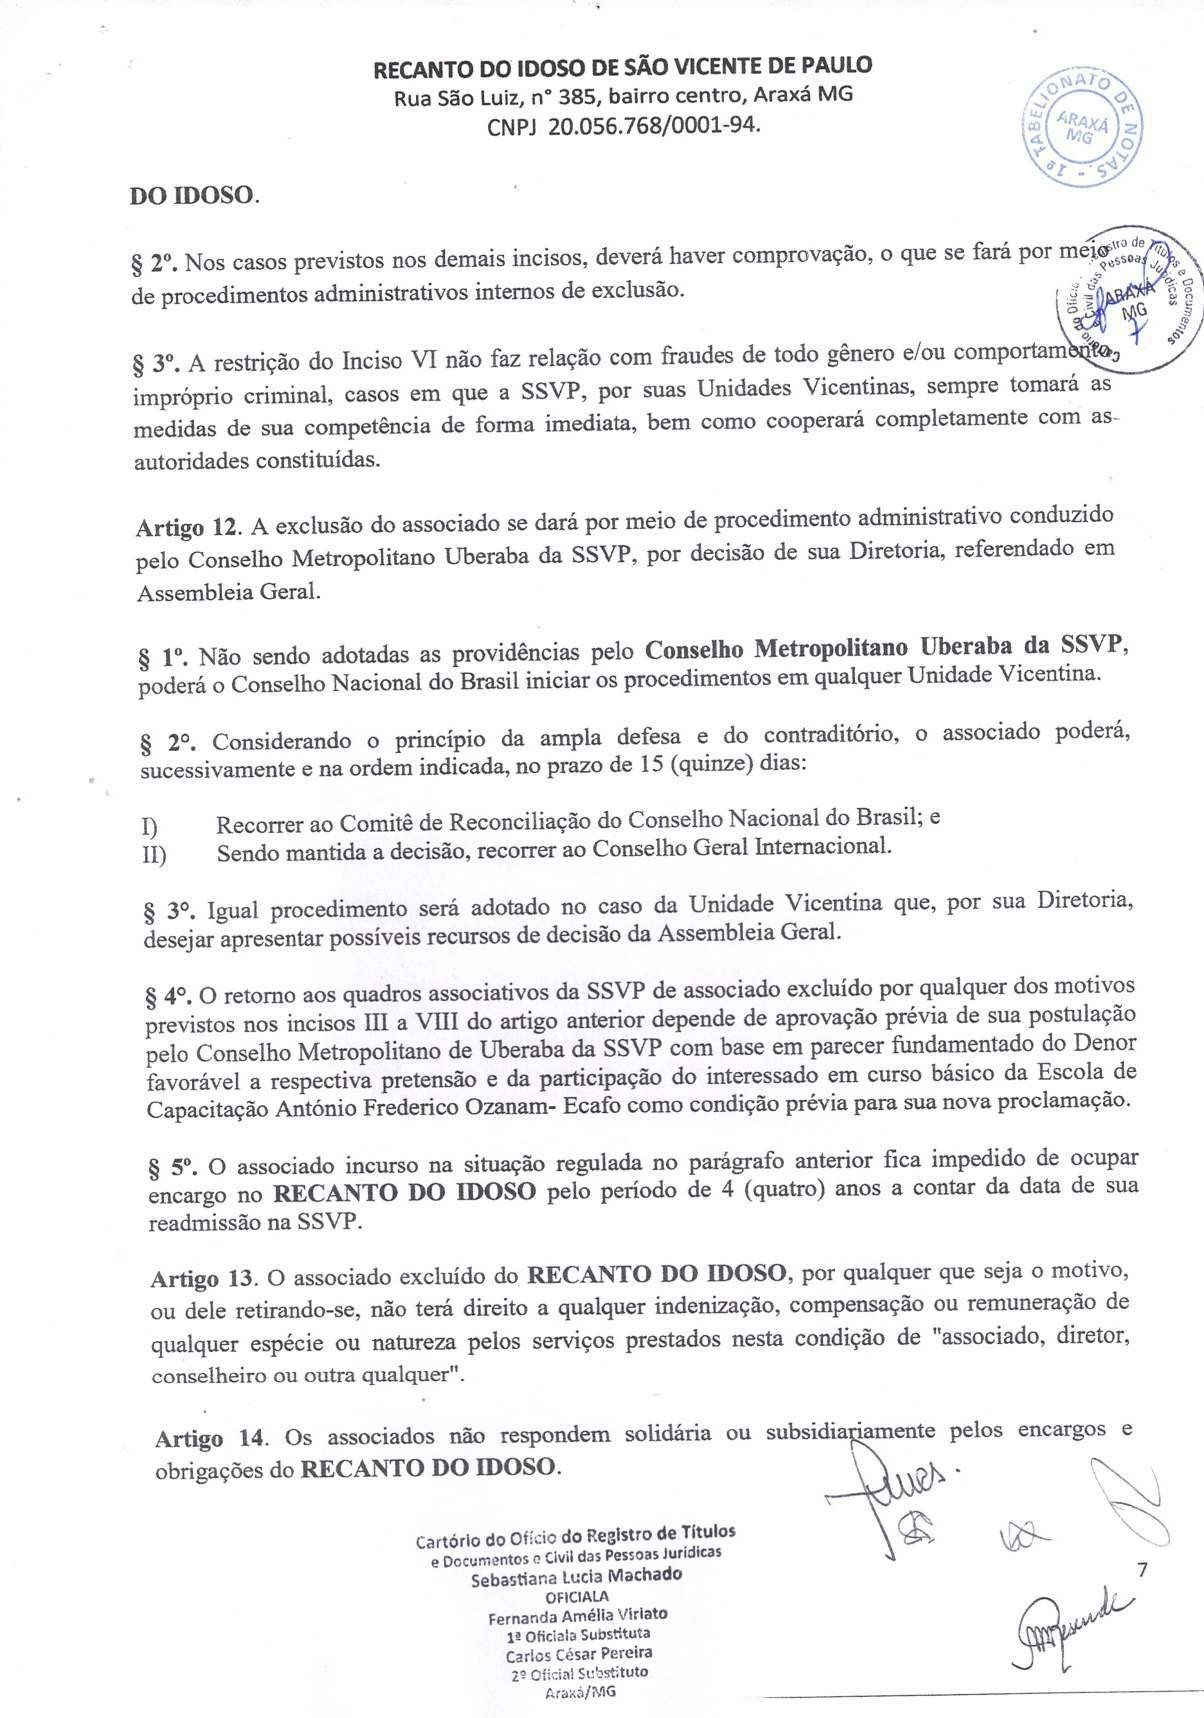 RECANTO DO IDOSO DE SÃO VICENTE DE PAULO
Rua São Luiz, n° 385, bairro centro, Araxá MG
CNPJ 20.056.768/0001-94.
1º TABELIONATO DE NOTAS
ARAXÁ
MG
DO IDOSO.
§ 2º. Nos casos previstos nos demais incisos, deverá haver comprovação, o que se fará por meio
de procedimentos administrativos internos de exclusão.
Títulos e Documentos
Civil das Pessoas Jurídicas
ARAXÁ
MG
7
§ 3º. A restrição do Inciso VI não faz relação com fraudes de todo gênero e/ou comportamento
impróprio criminal, casos em que a SSVP, por suas Unidades Vicentinas, sempre tomará as
medidas de sua competência de forma imediata, bem como cooperará completamente com as
autoridades constituídas.
Artigo 12. A exclusão do associado se dará por meio de procedimento administrativo conduzido
pelo Conselho Metropolitano Uberaba da SSVP, por decisão de sua Diretoria, referendado em
Assembleia Geral.
§ 1º. Não sendo adotadas as providências pelo Conselho Metropolitano Uberaba da SSVP,
poderá o Conselho Nacional do Brasil iniciar os procedimentos em qualquer Unidade Vicentina.
§ 2°. Considerando o princípio da ampla defesa e do contraditório, o associado poderá,
sucessivamente e na ordem indicada, no prazo de 15 (quinze) dias:
I) Recorrer ao Comitê de Reconciliação do Conselho Nacional do Brasil; e
II) Sendo mantida a decisão, recorrer ao Conselho Geral Internacional.
§ 3°. Igual procedimento será adotado no caso da Unidade Vicentina que, por sua Diretoria,
desejar apresentar possíveis recursos de decisão da Assembleia Geral.
§ 4°. O retorno aos quadros associativos da SSVP de associado excluído por qualquer dos motivos
previstos nos incisos III a VIII do artigo anterior depende de aprovação prévia de sua postulação
pelo Conselho Metropolitano de Uberaba da SSVP com base em parecer fundamentado do Denor
favorável a respectiva pretensão e da participação do interessado em curso básico da Escola de
Capacitação António Frederico Ozanam- Ecafo como condição prévia para sua nova proclamação.
§ 5º. O associado incurso na situação regulada no parágrafo anterior fica impedido de ocupar
encargo no RECANTO DO IDOSO pelo período de 4 (quatro) anos a contar da data de sua
readmissão na SSVP.
Artigo 13. O associado excluído do RECANTO DO IDOSO, por qualquer que seja o motivo,
ou dele retirando-se, não terá direito a qualquer indenização, compensação ou remuneração de
qualquer espécie ou natureza pelos serviços prestados nesta condição de "associado, diretor,
conselheiro ou outra qualquer".
Artigo 14. Os associados não respondem solidária ou subsidiariamente pelos encargos e
obrigações do RECANTO DO IDOSO.
Cartório do Ofício do Registro de Títulos
e Documentos e Civil das Pessoas Jurídicas
Sebastiana Lucia Machado
OFICIALA
Fernanda Amélia Viriato
1ª Oficiala Substituta
Carlos César Pereira
2º Oficial Substituto
Araxá/MG
7